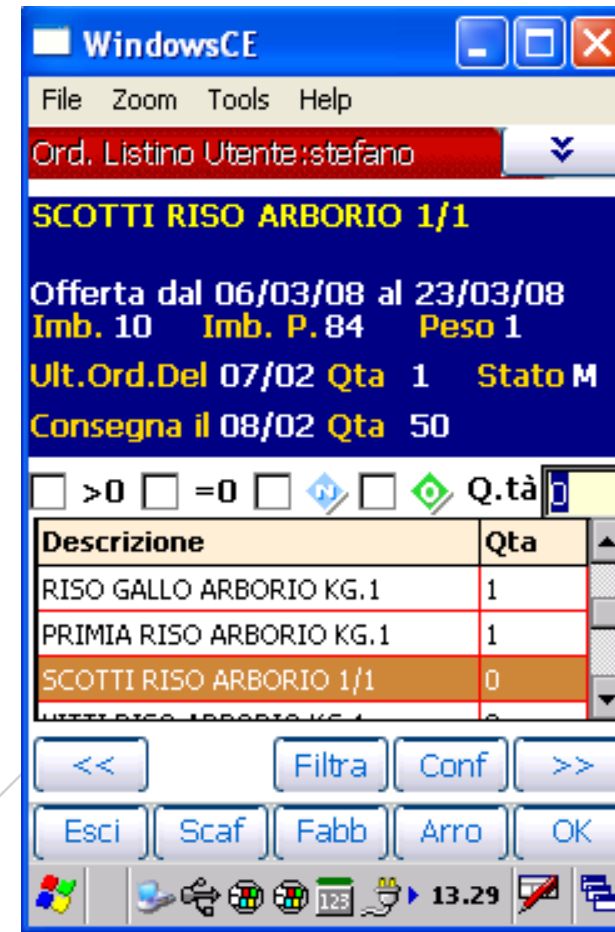 WindowsCE
File Zoom Tools Help
Ord. Listino Utente:stefano
SCOTTI RISO ARBORIO 1/1
Offerta dal 06/03/08 al 23/03/08
Imb. 10 Imb. P. 84 Peso 1
Ult.Ord.Del 07/02 Qta 1 Stato M
Consegna il 08/02 Qta 50
>0 =0 N O Q.tà 0
Descrizione Qta
RISO GALLO ARBORIO KG.1 1
PRIMIA RISO ARBORIO KG.1 1
SCOTTI RISO ARBORIO 1/1 0
<< Filtra Conf >>
Esci Scaf Fabb Arro OK
123 13.29